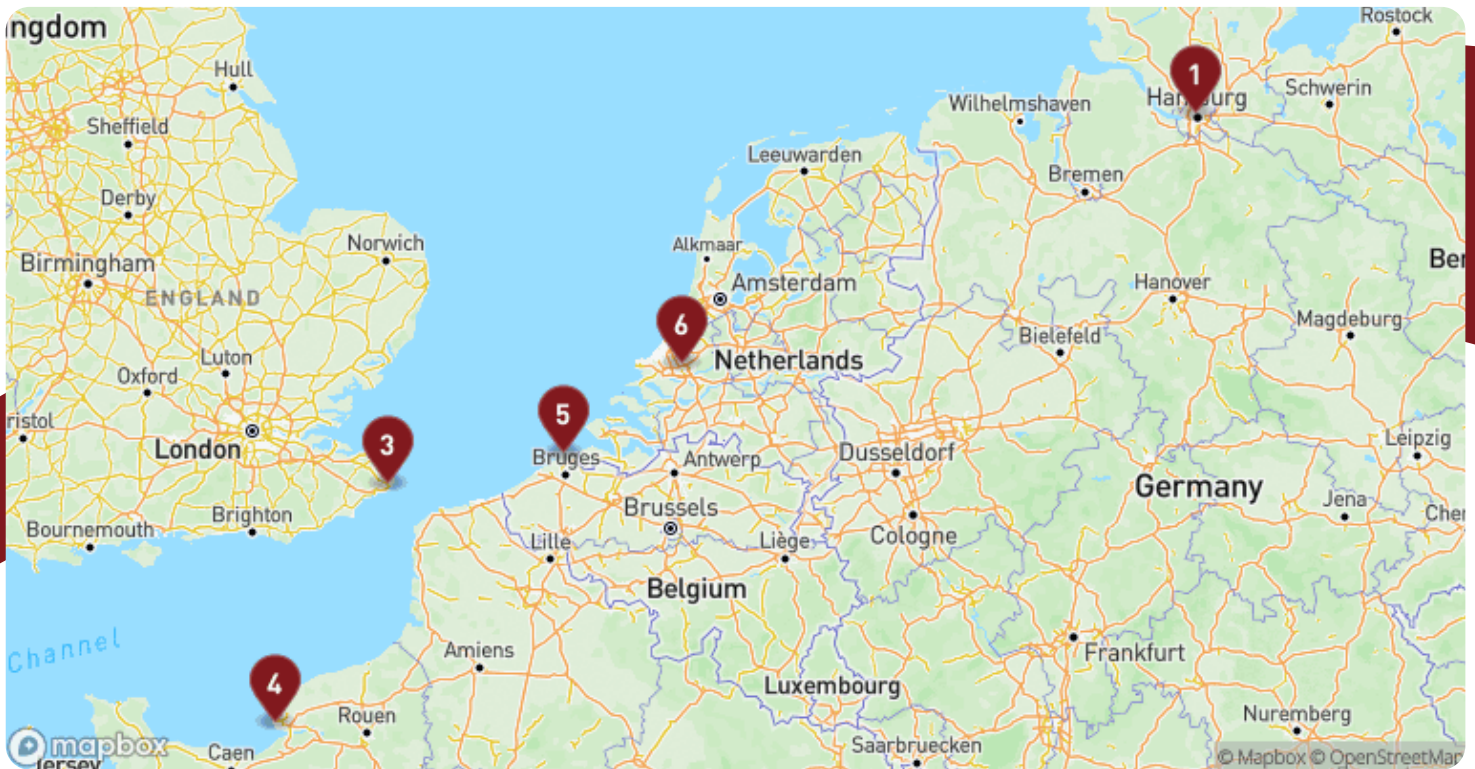 ngdom
Rostock
Hull
1
Schwerin
Wilhelmshaven
Sheffield
Leeuwarden
Bremen
Derby
Norwich
Alkmaar
Birmingham
ENGLAND
Amsterdam
Ber
Hanover
Magdeburg
6
Bielefeld
Luton
Netherlands
Oxford
ristol
5
London
3
Bruges
Antwerp
Dusseldorf
Leipzig
Germany
Jena
Cher
Bournemouth
Brighton
Brussels
Lille
Liège
Cologne
Belgium
Channel
Amiens
Frankfurt
4
Luxembourg
Rouen
Nuremberg
mapbox
Caen
Saarbruecken
Jersey
© Mapbox © OpenStreetMap